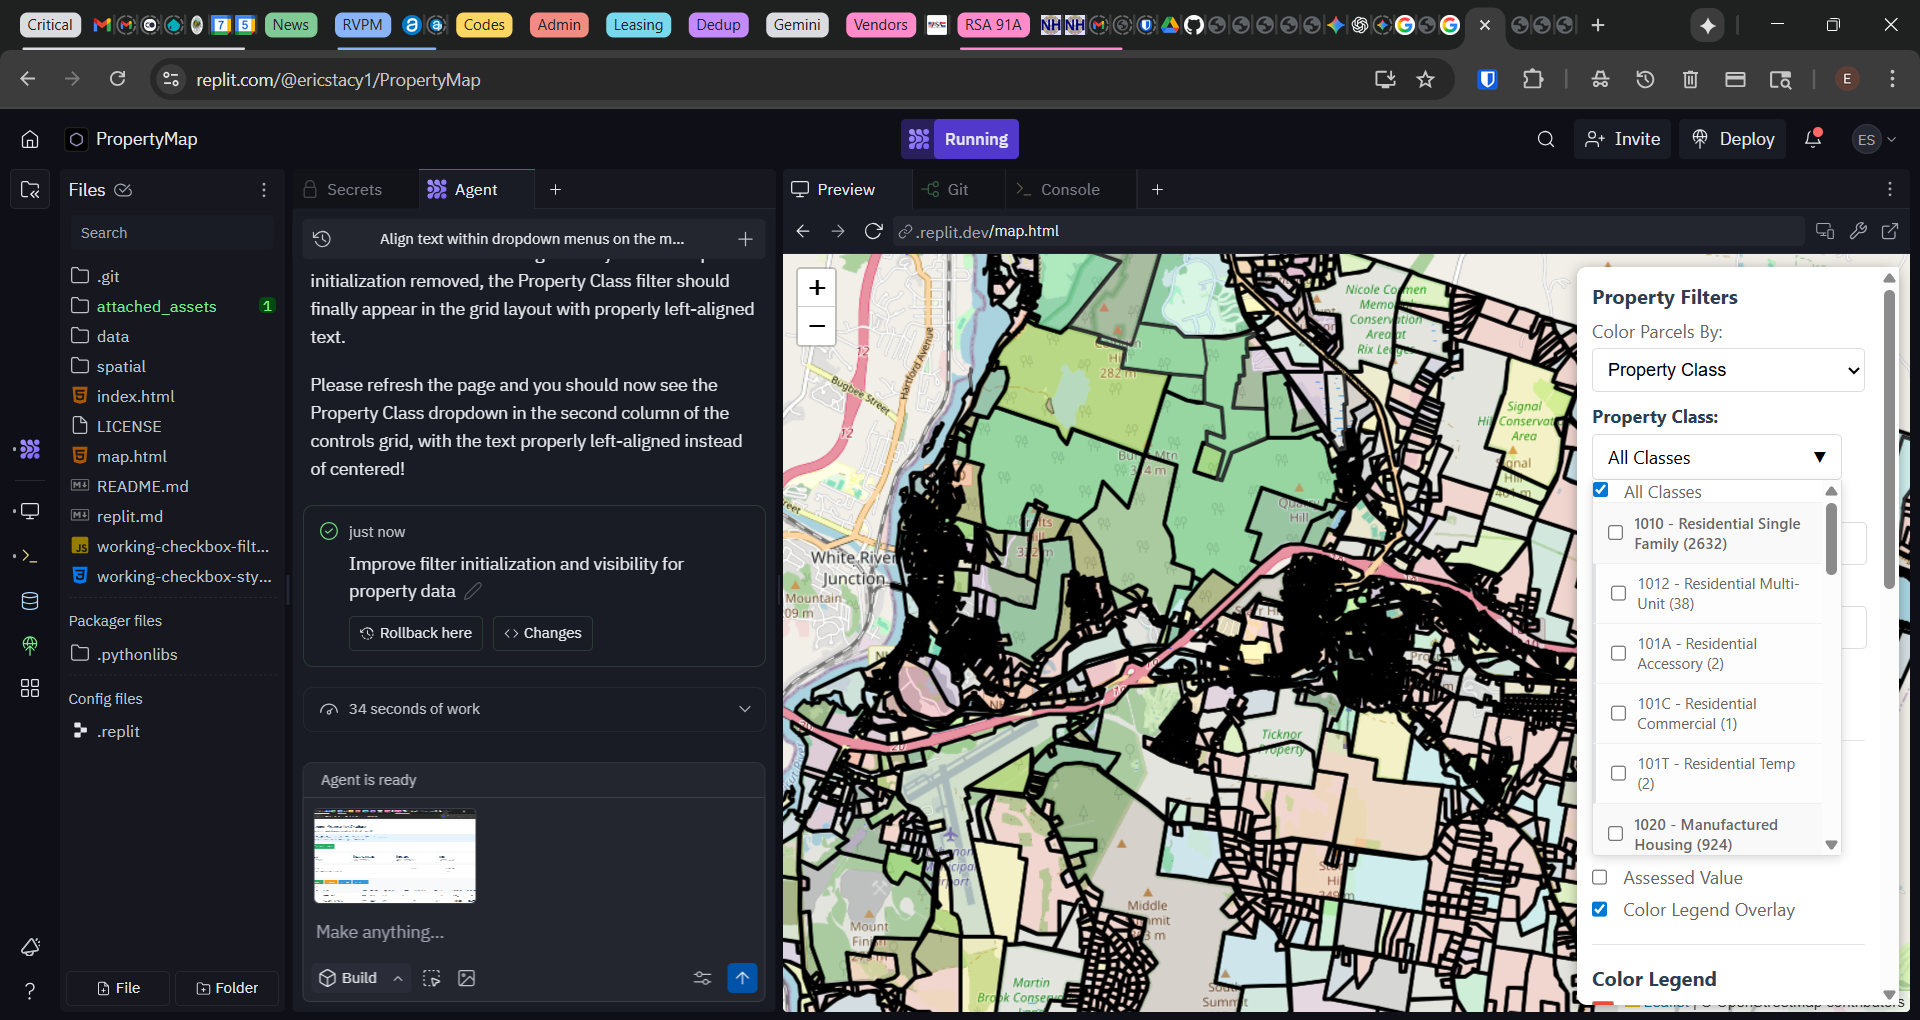 Critical
7
5
News
RVPM
Codes
Admin
Leasing
Dedup
Gemini
Vendors
RSA 91A
NH
NH
replit.com/@ericstacy1/PropertyMap
E
PropertyMap
Running
Invite
Deploy
ES
Files
Search
.git
attached_assets
1
data
spatial
index.html
LICENSE
map.html
README.md
replit.md
working-checkbox-filt...
working-checkbox-sty...
Packager files
.pythonlibs
Config files
.replit
File
Folder
Secrets
Agent
Align text within dropdown menus on the m...
initialization removed, the Property Class filter should
finally appear in the grid layout with properly left-aligned
text.
Please refresh the page and you should now see the
Property Class dropdown in the second column of the
controls grid, with the text properly left-aligned instead
of centered!
just now
Improve filter initialization and visibility for
property data
Rollback here
Changes
34 seconds of work
Agent is ready
Make anything...
Build
Preview
Git
Console
.replit.dev/map.html
+
−
12
12
Hartford Avenue
Bugbee Street
282 m
White River
Junction
Mountain
Mount
Ticknor
Property
Middle
Martin
Summit
Nicole Cormen
Memorial
Conservation
Area at
Rix Ledges
Signal
Area
Property Filters
Color Parcels By:
Property Class
Property Class:
All Classes
All Classes
1010 - Residential Single
Family (2632)
1012 - Residential Multi-
Unit (38)
101A - Residential
Accessory (2)
101C - Residential
Commercial (1)
101T - Residential Temp
(2)
1020 - Manufactured
Housing (924)
Assessed Value
Color Legend Overlay
Color Legend
Leaflet | © OpenStreetMap contributors